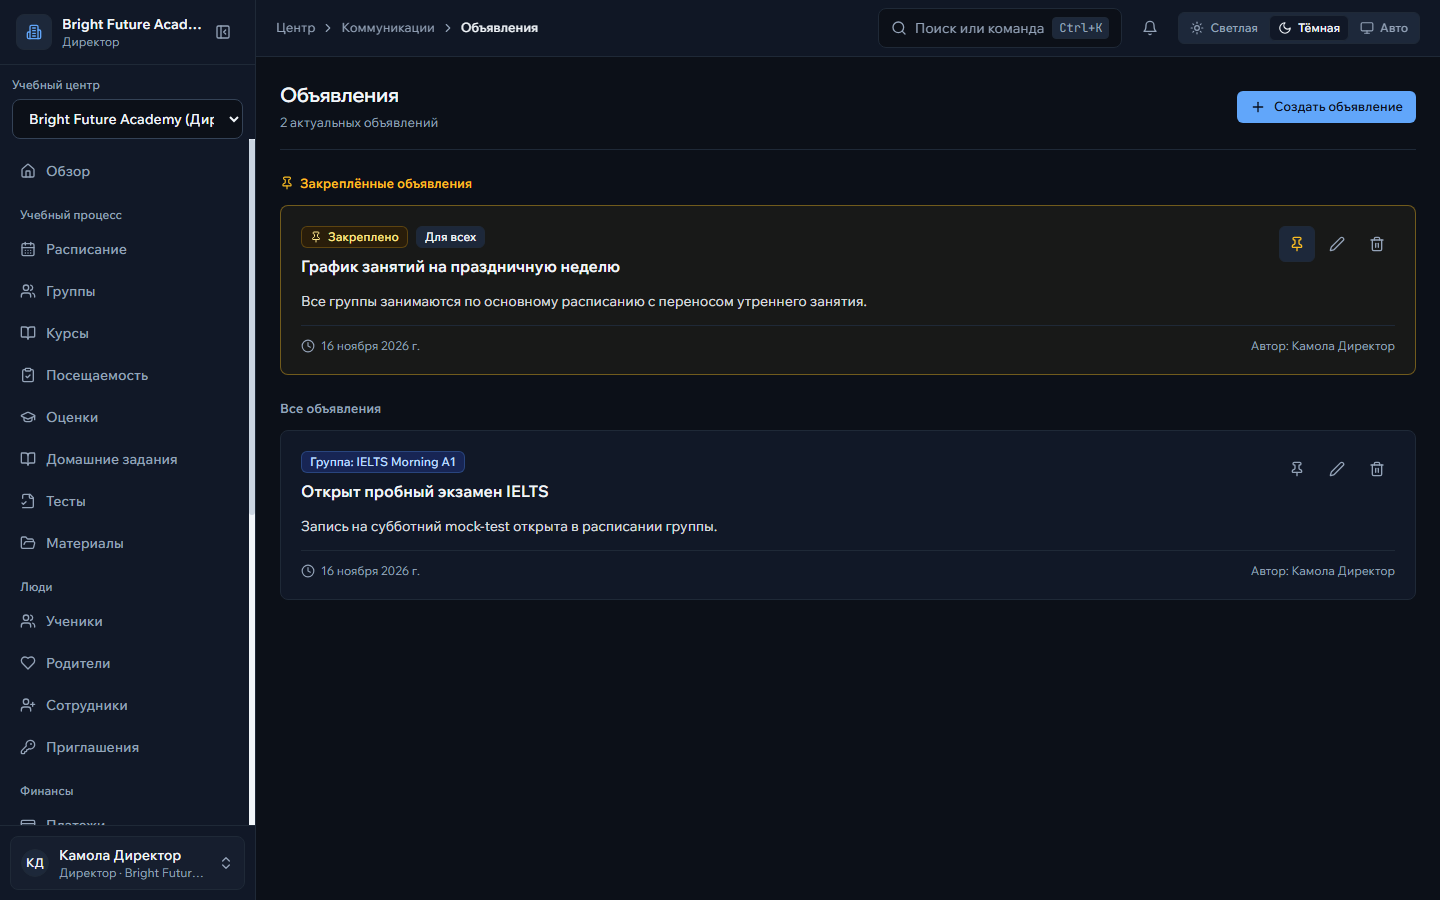 Bright Future Acad...
Директор
Учебный центр
Bright Future Academy (Дир
Обзор
Учебный процесс
Расписание
Группы
Курсы
Посещаемость
Оценки
Домашние задания
Тесты
Материалы
Люди
Ученики
Родители
Сотрудники
Приглашения
Финансы
Платежи
КД
Камола Директор
Директор · Bright Futur...
Центр
Коммуникации
Объявления
Поиск или команда
Ctrl+K
Светлая
Тёмная
Авто
Объявления
2 актуальных объявлений
Создать объявление
Закреплённые объявления
Закреплено
Для всех
График занятий на праздничную неделю
Все группы занимаются по основному расписанию с переносом утреннего занятия.
16 ноября 2026 г.
Автор: Камола Директор
Все объявления
Группа: IELTS Morning A1
Открыт пробный экзамен IELTS
Запись на субботний mock-test открыта в расписании группы.
16 ноября 2026 г.
Автор: Камола Директор